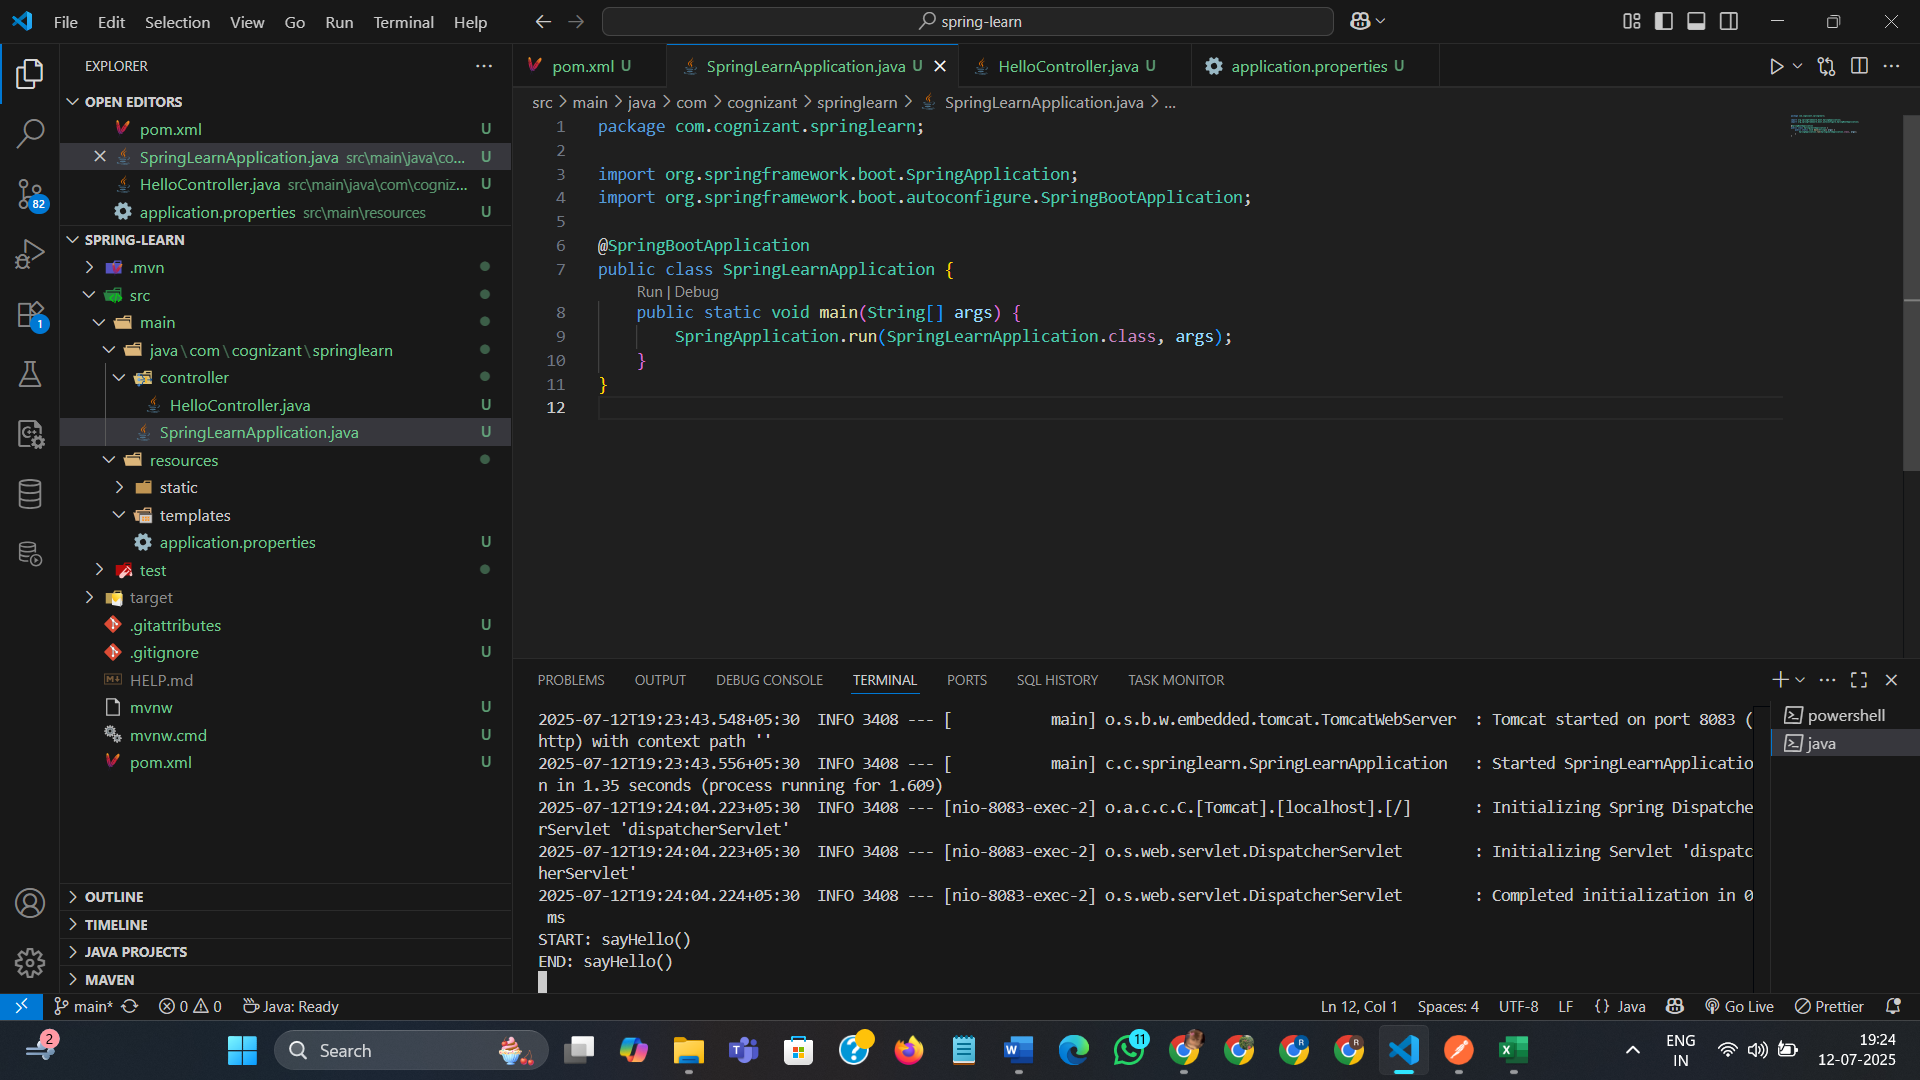 File Edit Selection View Go Run Terminal Help
spring-learn
EXPLORER
OPEN EDITORS
pom.xml U
SpringLearnApplication.java src\main\java\co... U
HelloController.java src\main\java\com\cogniz... U
application.properties src\main\resources U
SPRING-LEARN
.mvn
src
main
java\com\cognizant\springlearn
controller
HelloController.java U
SpringLearnApplication.java U
resources
static
templates
application.properties U
test
target
.gitattributes U
.gitignore U
HELP.md
mvnw U
mvnw.cmd U
pom.xml U
OUTLINE
TIMELINE
JAVA PROJECTS
MAVEN
82
1
pom.xml U
SpringLearnApplication.java U
HelloController.java U
application.properties U
src > main > java > com > cognizant > springlearn > SpringLearnApplication.java > ...
1 package com.cognizant.springlearn;
2
3 import org.springframework.boot.SpringApplication;
4 import org.springframework.boot.autoconfigure.SpringBootApplication;
5
6 @SpringBootApplication
7 public class SpringLearnApplication {
Run | Debug
8 public static void main(String[] args) {
9 SpringApplication.run(SpringLearnApplication.class, args);
10 }
11 }
12
PROBLEMS OUTPUT DEBUG CONSOLE TERMINAL PORTS SQL HISTORY TASK MONITOR
2025-07-12T19:23:43.548+05:30  INFO 3408 --- [           main] o.s.b.w.embedded.tomcat.TomcatWebServer  : Tomcat started on port 8083 (
http) with context path ''
2025-07-12T19:23:43.556+05:30  INFO 3408 --- [           main] c.c.springlearn.SpringLearnApplication   : Started SpringLearnApplicatio
n in 1.35 seconds (process running for 1.609)
2025-07-12T19:24:04.223+05:30  INFO 3408 --- [nio-8083-exec-2] o.a.c.c.C.[Tomcat].[localhost].[/]       : Initializing Spring Dispatche
rServlet 'dispatcherServlet'
2025-07-12T19:24:04.223+05:30  INFO 3408 --- [nio-8083-exec-2] o.s.web.servlet.DispatcherServlet        : Initializing Servlet 'dispatc
herServlet'
2025-07-12T19:24:04.224+05:30  INFO 3408 --- [nio-8083-exec-2] o.s.web.servlet.DispatcherServlet        : Completed initialization in 0
ms
START: sayHello()
END: sayHello()
powershell
java
main* 0 0 Java: Ready
Ln 12, Col 1 Spaces: 4 UTF-8 LF {} Java Go Live Prettier
2
Search
11
ENG
IN
19:24
12-07-2025